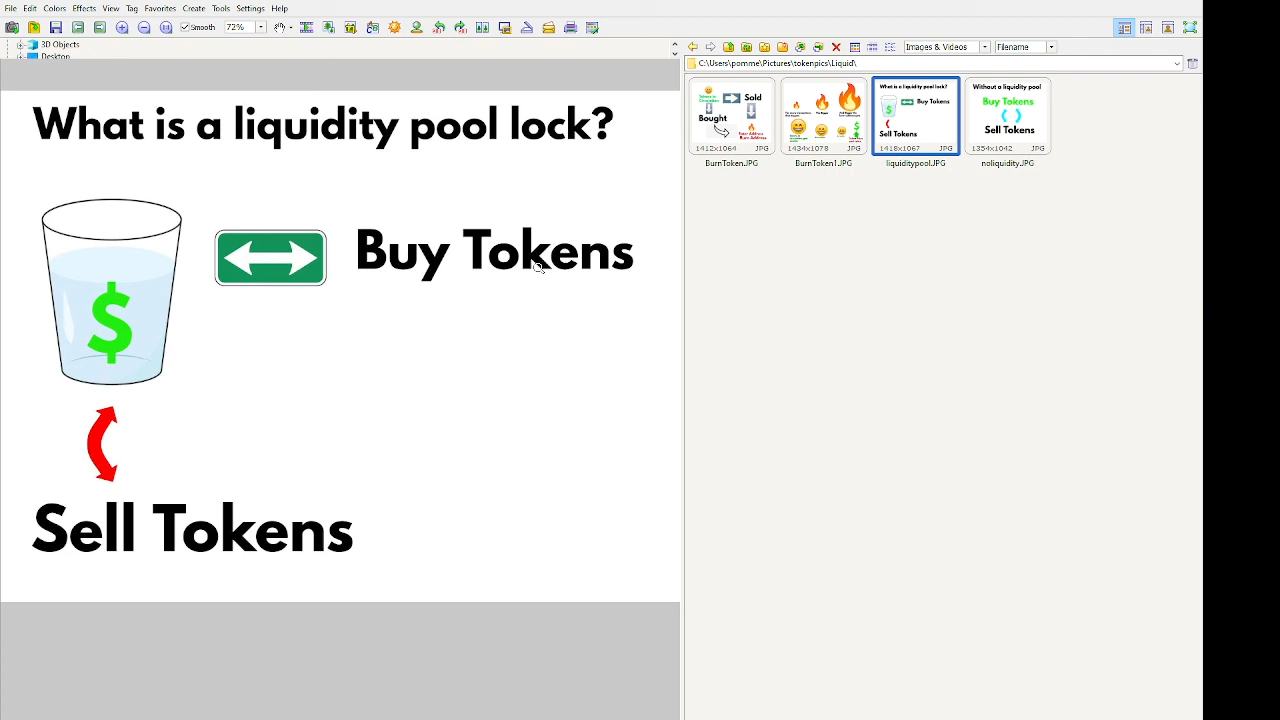 File Edit Colors Effects View Tag Favorites Create Tools Settings Help
Smooth 72%
3D Objects
Desktop
Images & Videos Filename
C:\Users\pomme\Pictures\tokenpics\Liquid\
What is a liquidity pool lock?
$
Buy Tokens
Sell Tokens
Sold
Bought
1412x1064 JPG
BurnToken.JPG
1434x1078 JPG
BurnToken1.JPG
What is a liquidity pool lock?
$
Buy Tokens
Sell Tokens
1418x1067 JPG
liquiditypool.JPG
Without a liquidity pool
Buy Tokens
Sell Tokens
1354x1042 JPG
noliquidity.JPG